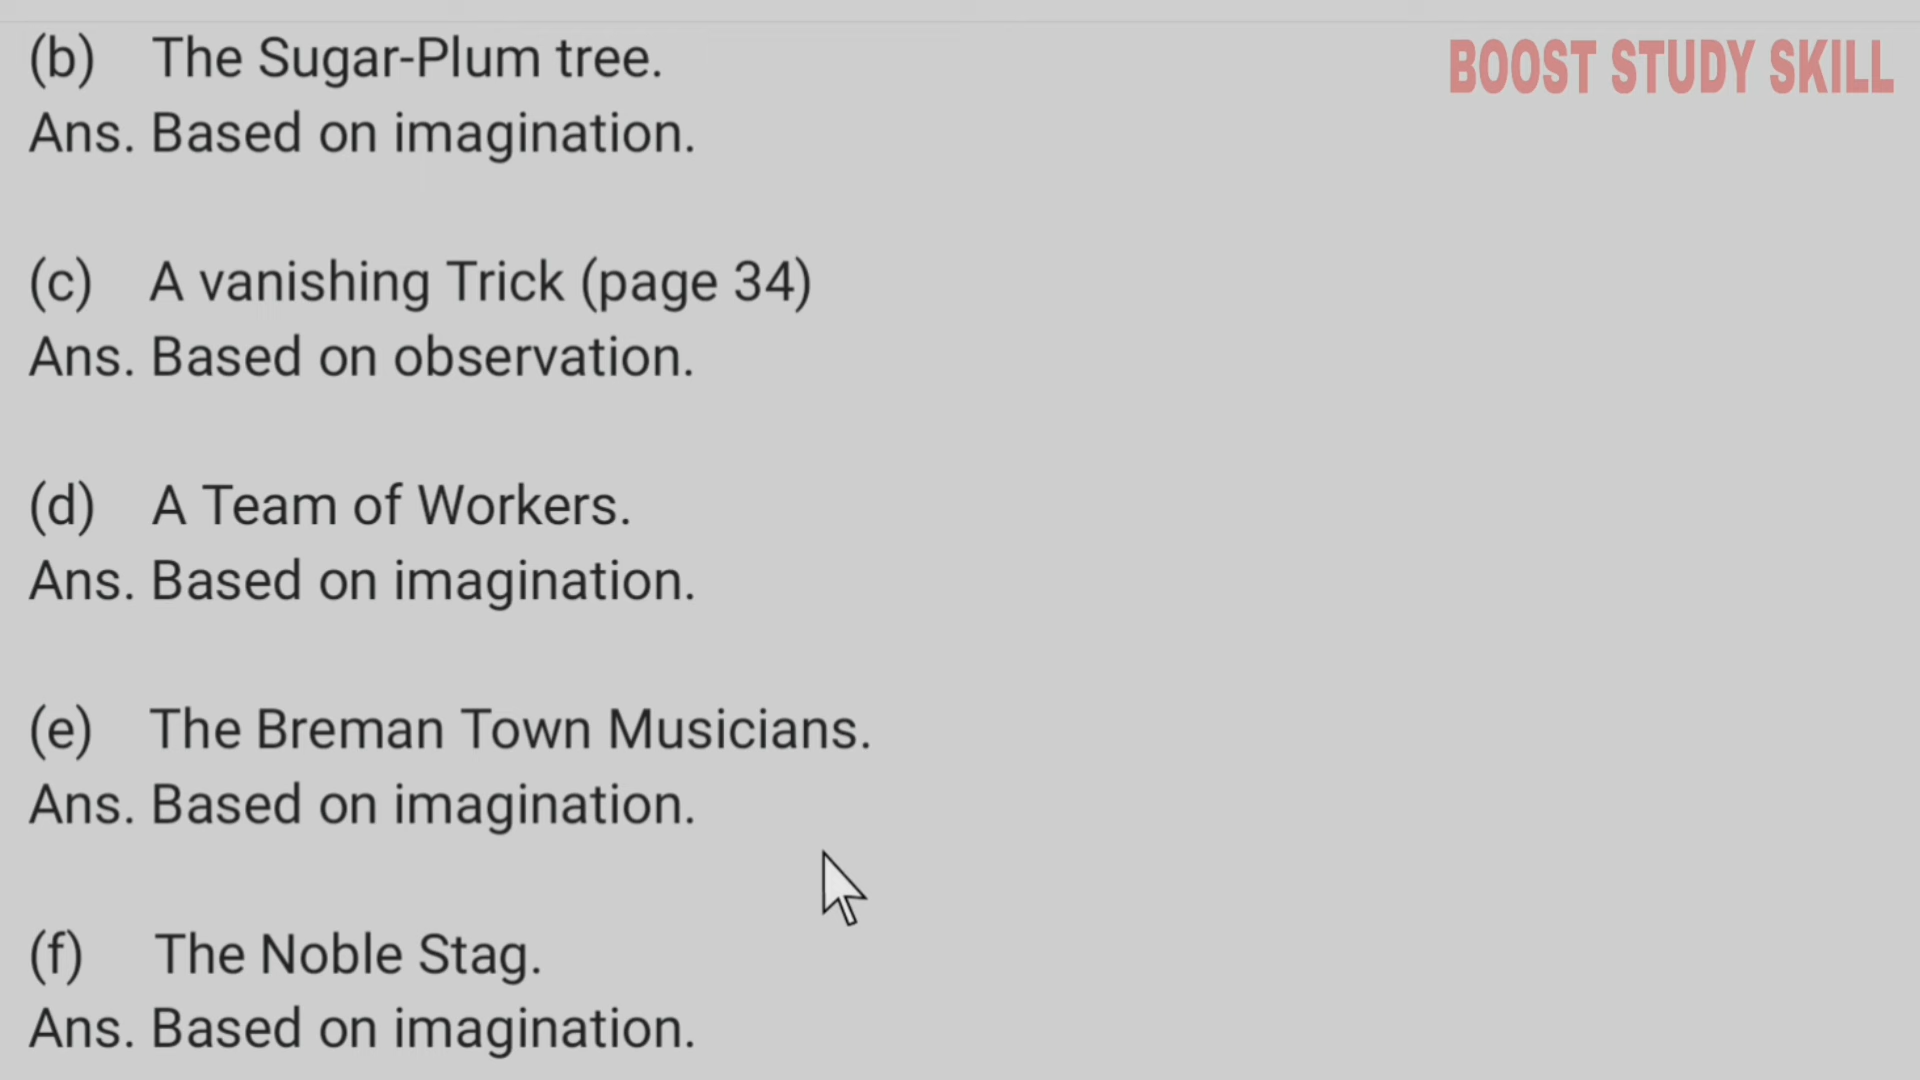 (b) The Sugar-Plum tree.
BOOST STUDY SKILL
Ans. Based on imagination.
(c) A vanishing Trick (page 34)
Ans. Based on observation.
(d) A Team of Workers.
Ans. Based on imagination.
(e) The Breman Town Musicians.
Ans. Based on imagination.
(f) The Noble Stag.
Ans. Based on imagination.